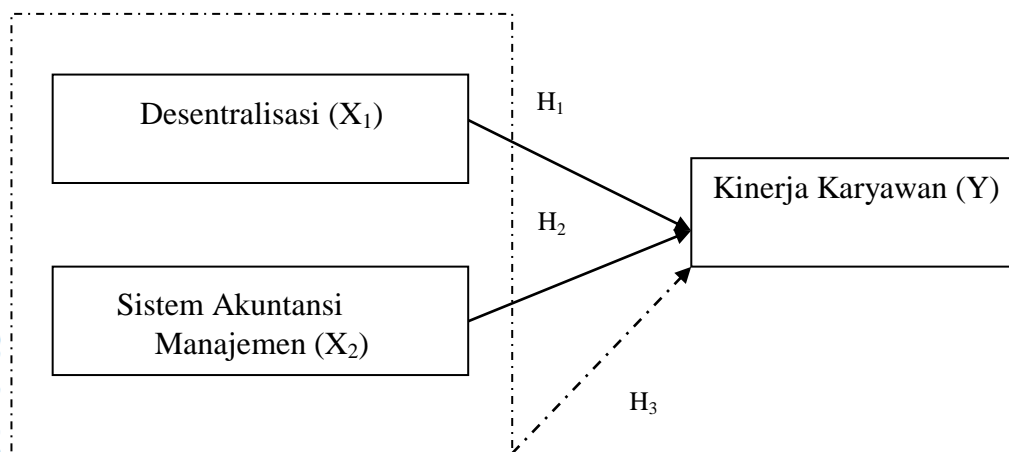 Desentralisasi (X₁)
H₁
Kinerja Karyawan (Y)
H₂
Sistem Akuntansi
Manajemen (X₂)
H₃